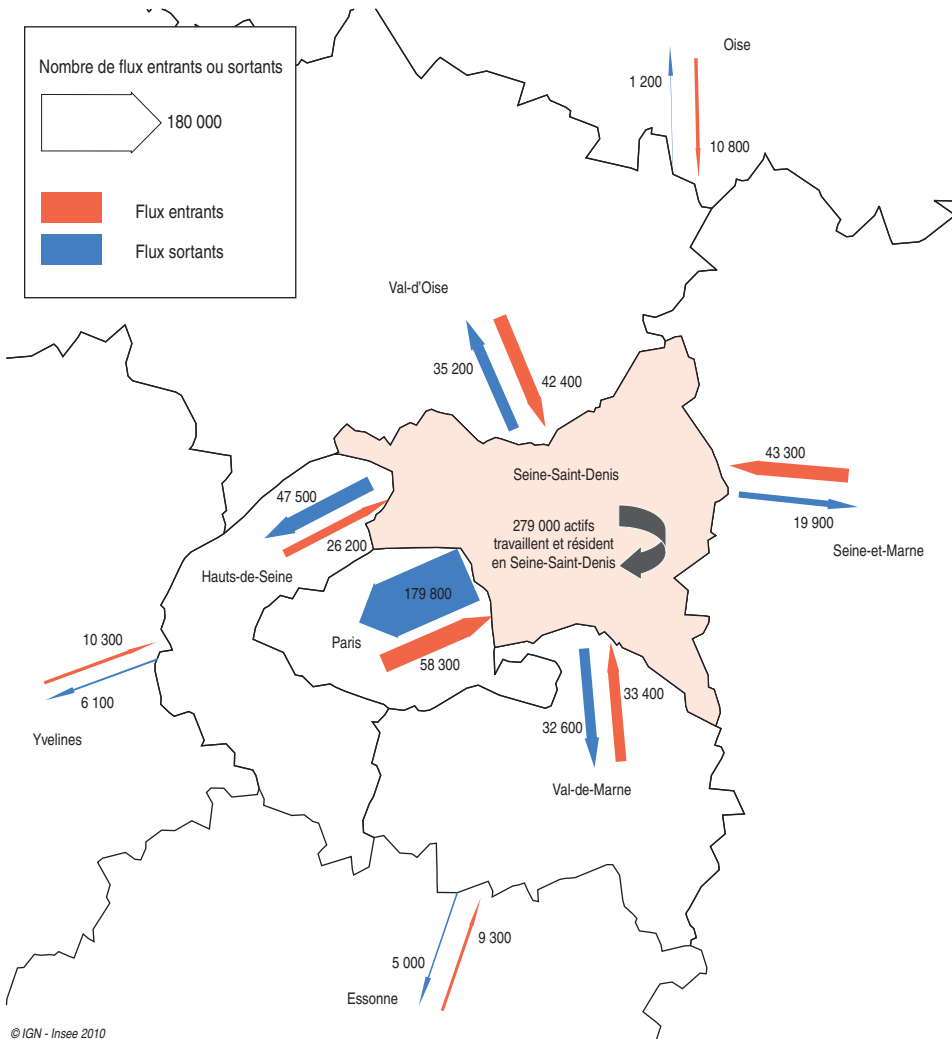 Nombre de flux entrants ou sortants
180 000
Flux entrants
Flux sortants
Oise
1 200
10 800
Val-d'Oise
35 200
42 400
43 300
19 900
Seine-et-Marne
Seine-Saint-Denis
279 000 actifs
travaillent et résident
en Seine-Saint-Denis
47 500
26 200
Hauts-de-Seine
179 800
Paris
58 300
10 300
6 100
Yvelines
33 400
32 600
Val-de-Marne
9 300
5 000
Essonne
© IGN - Insee 2010